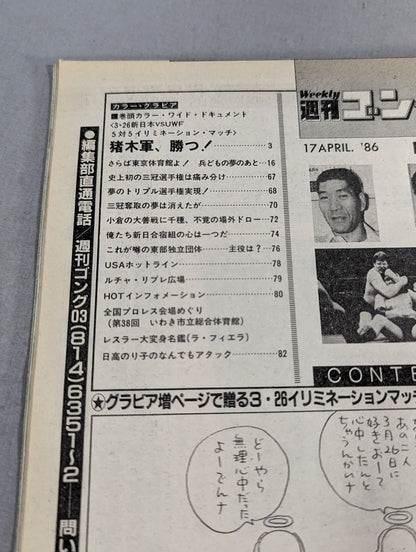 カラー・グラビア
■巻頭カラー・ワイド・ドキュメント
〈3・26新日本VSUWF
5対5イリミネーション・マッチ〉
猪木軍、勝つ!……3
さらば東京体育館よ! 兵どもの夢のあと…16
史上初の三冠選手権は痛み分け……67
夢のトリプル選手権実現!……68
三冠奪取の夢は消えたが……70
小倉の大善戦に千種、不覚の場外ドロー…72
俺たち新日合宿組の心は一つだ……74
これが噂の東部独立団体……主役は?…76
USAホットライン……78
ルチャ・リブレ広場……79
HOTインフォメーション……80
全国プロレス会場めぐり
(第38回 いわき市立総合体育館)
レスラー大変身名鑑(ラ・フィエラ)
日高のり子のなんでもアタック……82
Weekly
週刊ゴング
17 APRIL. '86
CONTE
★グラビア増ページで贈る3・26イリミネーションマッチ
●編集部直通電話/週刊ゴング03(814)6351〜2──問い
あの二人
3月26日に
心中したんと
ちゃうんかいナ
どーやら
無理心中だった
よーでんナ